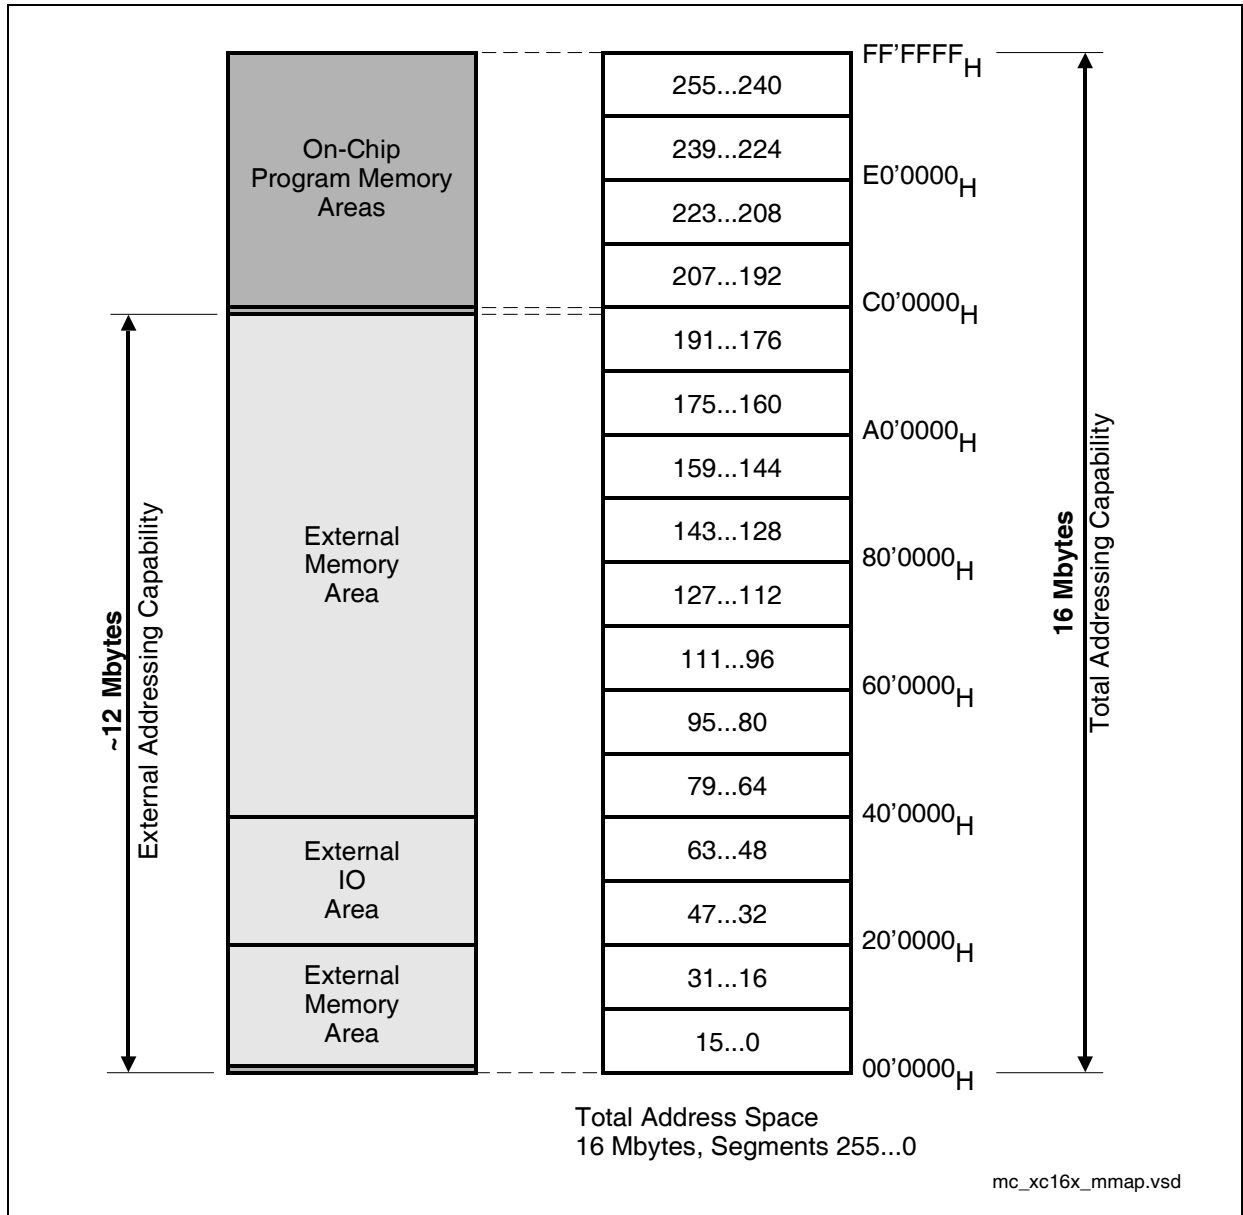 FF'FFFFH
255...240
239...224
E0'0000H
223...208
207...192
C0'0000H
191...176
175...160
A0'0000H
159...144
143...128
80'0000H
127...112
111...96
60'0000H
95...80
79...64
40'0000H
63...48
47...32
20'0000H
31...16
15...0
00'0000H
On-Chip
Program Memory
Areas
External
Memory
Area
External
IO
Area
External
Memory
Area
~12 Mbytes
External Addressing Capability
16 Mbytes
Total Addressing Capability
Total Address Space
16 Mbytes, Segments 255...0
mc_xc16x_mmap.vsd